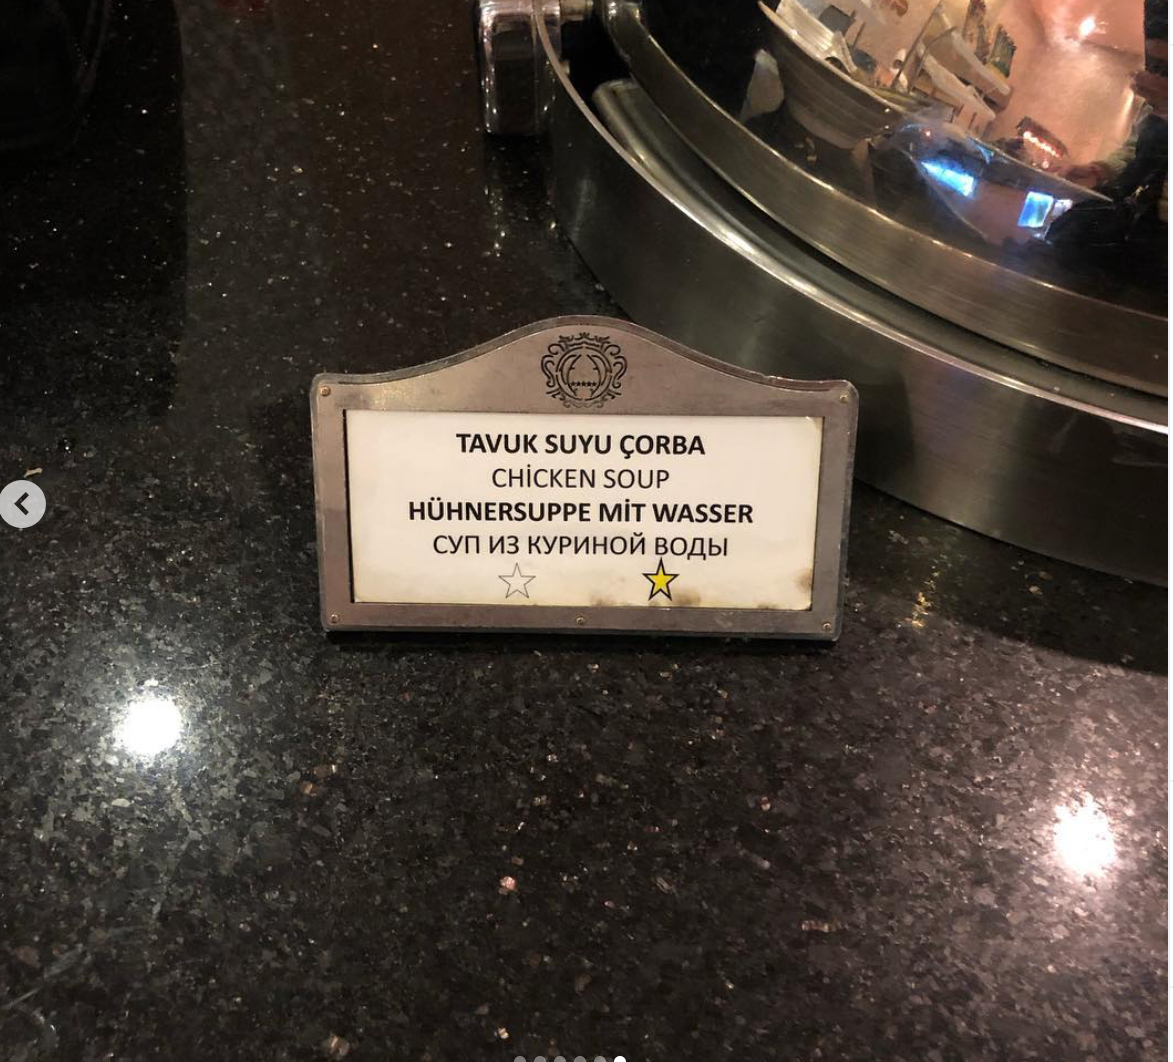 TAVUK SUYU ÇORBA
CHİCKEN SOUP
HÜHNERSUPPE MİT WASSER
СУП ИЗ КУРИНОЙ ВОДЫ